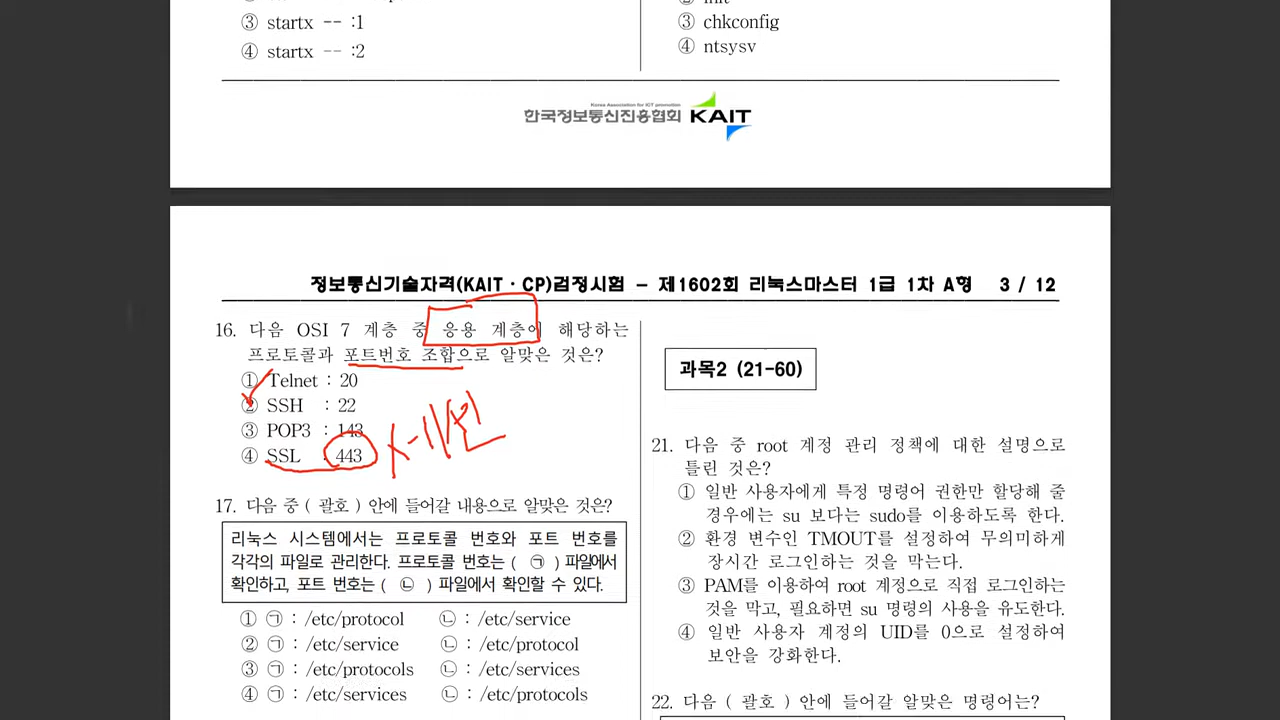 ③ startx -- :1
④ startx -- :2
③ chkconfig
④ ntsysv
Korea Association for ICT promotion
한국정보통신진흥협회 KAIT
정보통신기술자격(KAIT · CP)검정시험 - 제1602회 리눅스마스터 1급 1차 A형 3 / 12
16. 다음 OSI 7 계층 중 응용 계층에 해당하는
프로토콜과 포트번호 조합으로 알맞은 것은?
① Telnet : 20
② SSH : 22
③ POP3 : 143
④ SSL : 443
17. 다음 중 ( 괄호 ) 안에 들어갈 내용으로 알맞은 것은?
리눅스 시스템에서는 프로토콜 번호와 포트 번호를
각각의 파일로 관리한다. 프로토콜 번호는 ( ㉠ ) 파일에서
확인하고, 포트 번호는 ( ㉡ ) 파일에서 확인할 수 있다.
① ㉠ : /etc/protocol ㉡ : /etc/service
② ㉠ : /etc/service ㉡ : /etc/protocol
③ ㉠ : /etc/protocols ㉡ : /etc/services
④ ㉠ : /etc/services ㉡ : /etc/protocols
과목2 (21-60)
21. 다음 중 root 계정 관리 정책에 대한 설명으로
틀린 것은?
① 일반 사용자에게 특정 명령어 권한만 할당해 줄
경우에는 su 보다는 sudo를 이용하도록 한다.
② 환경 변수인 TMOUT를 설정하여 무의미하게
장시간 로그인하는 것을 막는다.
③ PAM를 이용하여 root 계정으로 직접 로그인하는
것을 막고, 필요하면 su 명령의 사용을 유도한다.
④ 일반 사용자 계정의 UID를 0으로 설정하여
보안을 강화한다.
22. 다음 ( 괄호 ) 안에 들어갈 알맞은 명령어는?